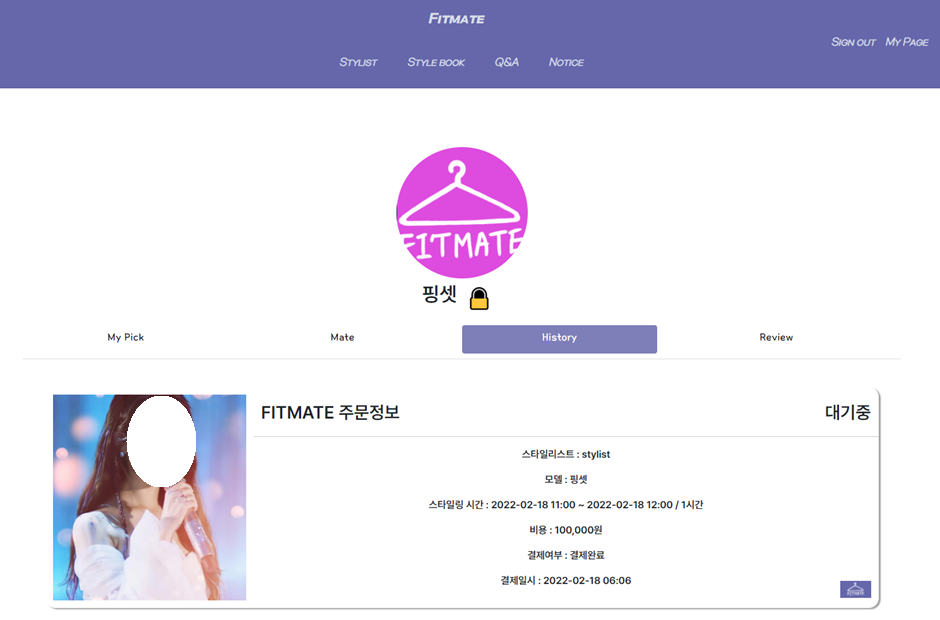 Fitmate
Sign out My Page
Stylist Style book Q&A Notice
FITMATE
핑셋
My Pick Mate History Review
FITMATE 주문정보 대기중
스타일리스트 : stylist
모델 : 핑셋
스타일링 시간 : 2022-02-18 11:00 ~ 2022-02-18 12:00 / 1시간
비용 : 100,000원
결제여부 : 결제완료
결제일시 : 2022-02-18 06:06
FITMATE